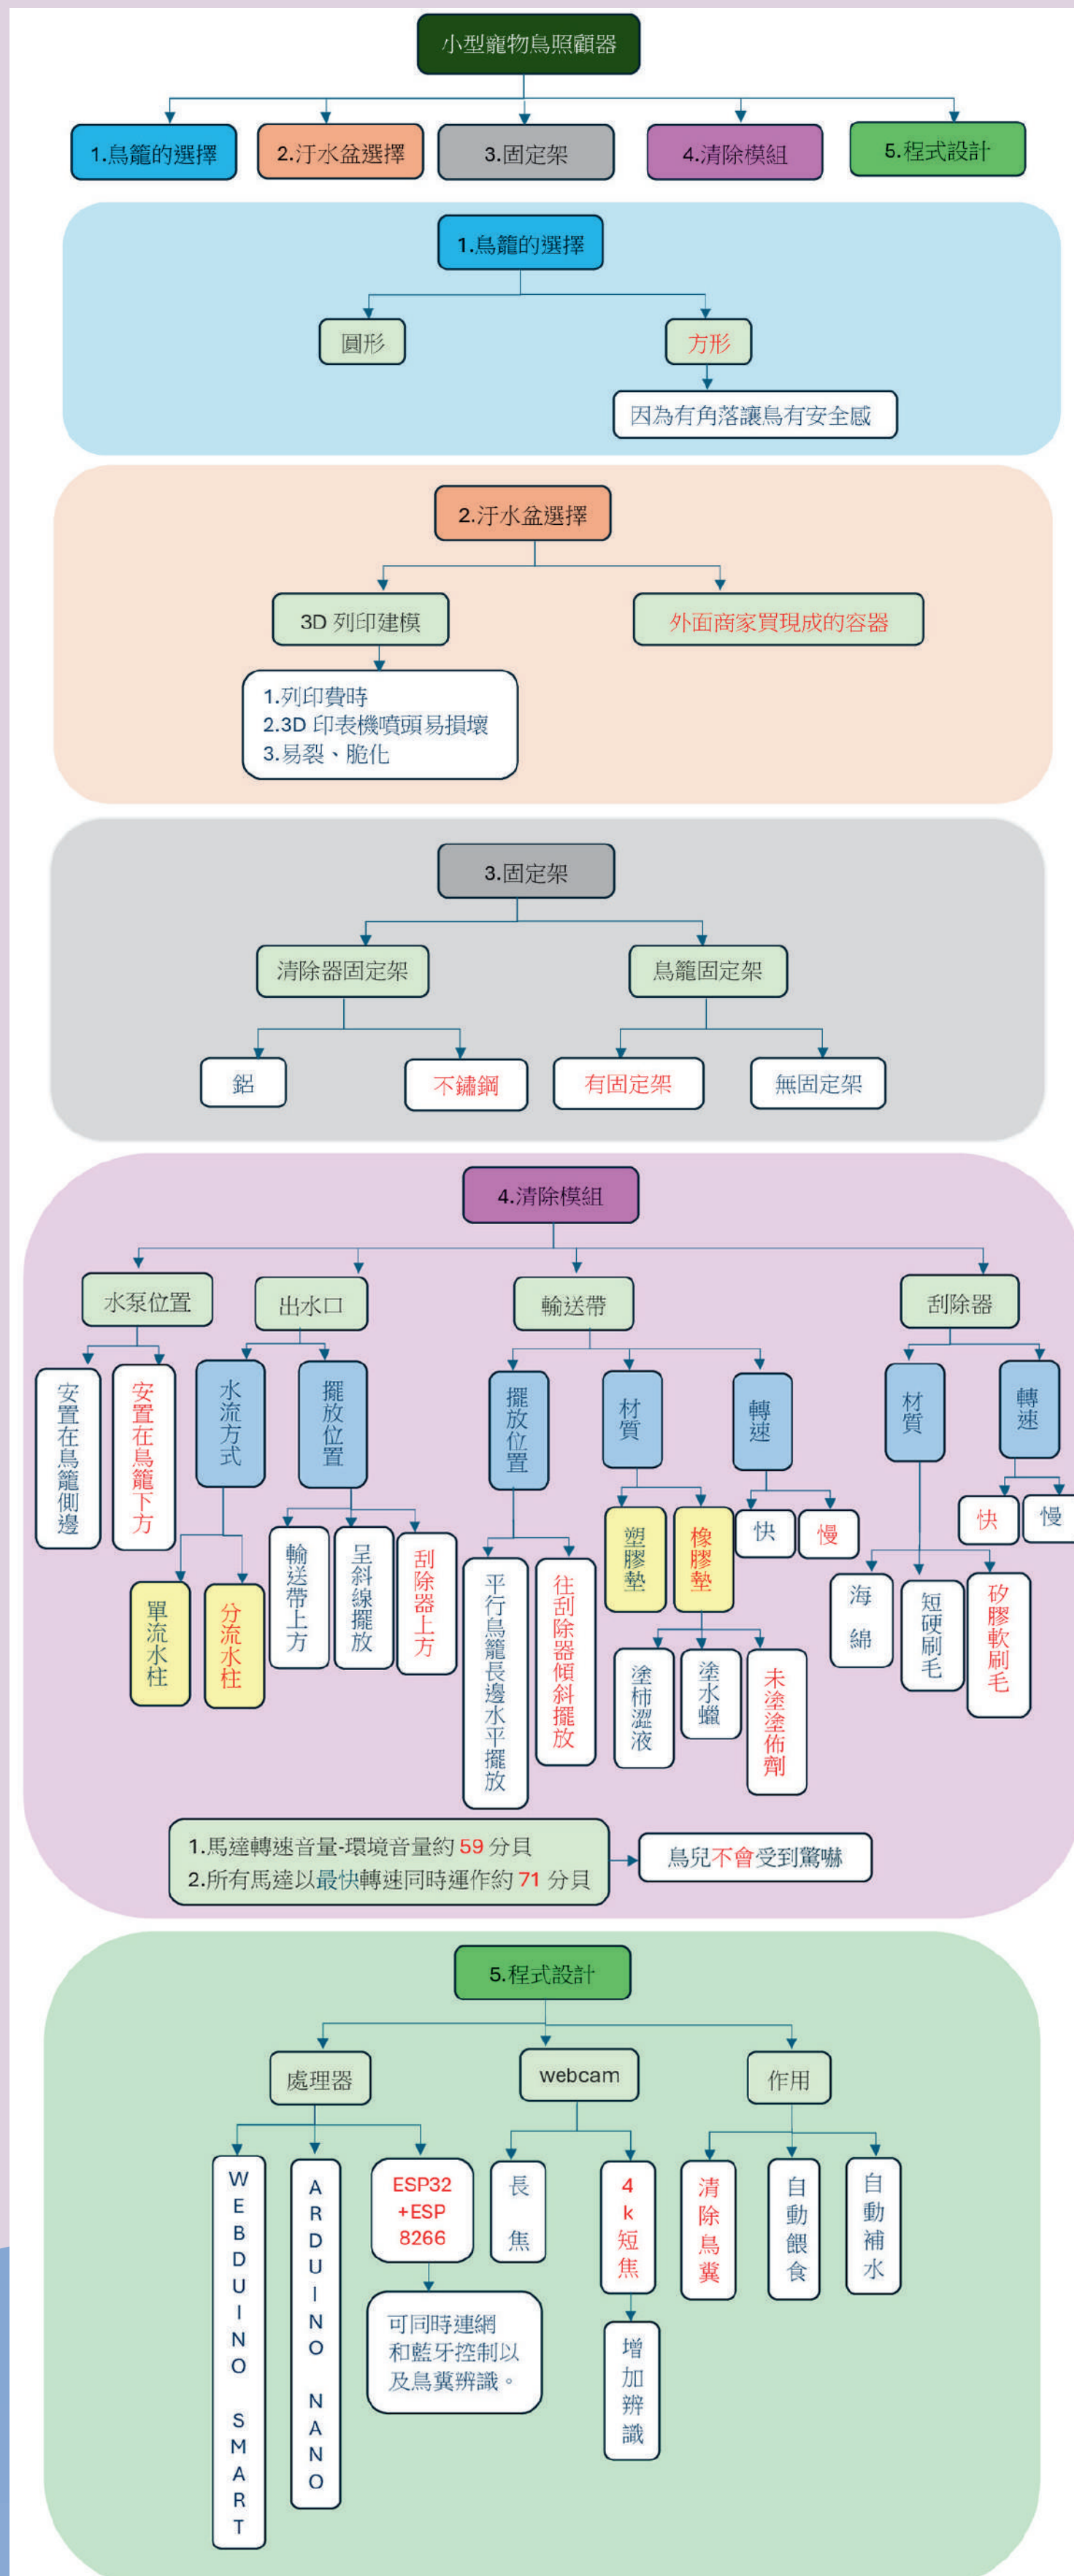 小型寵物鳥照顧器
1.鳥籠的選擇
2.汙水盆選擇
3.固定架
4.清除模組
5.程式設計
1.鳥籠的選擇
圓形
方形
因為有角落讓鳥有安全感
2.汙水盆選擇
3D 列印建模
外面商家買現成的容器
1.列印費時
2.3D 印表機噴頭易損壞
3.易裂、脆化
3.固定架
清除器固定架
鳥籠固定架
鋁
不鏽鋼
有固定架
無固定架
4.清除模組
水泵位置
出水口
輸送帶
刮除器
安置在鳥籠側邊
安置在鳥籠下方
水流方式
擺放位置
擺放位置
材質
轉速
材質
轉速
單流水柱
分流水柱
輸送帶上方
呈斜線擺放
刮除器上方
平行鳥籠長邊水平擺放
往刮除器傾斜擺放
塑膠墊
橡膠墊
快
慢
塗柿澀液
塗水蠟
未塗塗佈劑
海綿
短硬刷毛
矽膠軟刷毛
快
慢
1.馬達轉速音量-環境音量約 59 分貝
2.所有馬達以最快轉速同時運作約 71 分貝
鳥兒不會受到驚嚇
5.程式設計
處理器
webcam
作用
WEBDUINO SMART
ARDUINO NANO
ESP32
+ESP
8266
可同時連網
和藍牙控制以
及鳥糞辨識。
長焦
4k短焦
增加辨識
清除鳥糞
自動餵食
自動補水